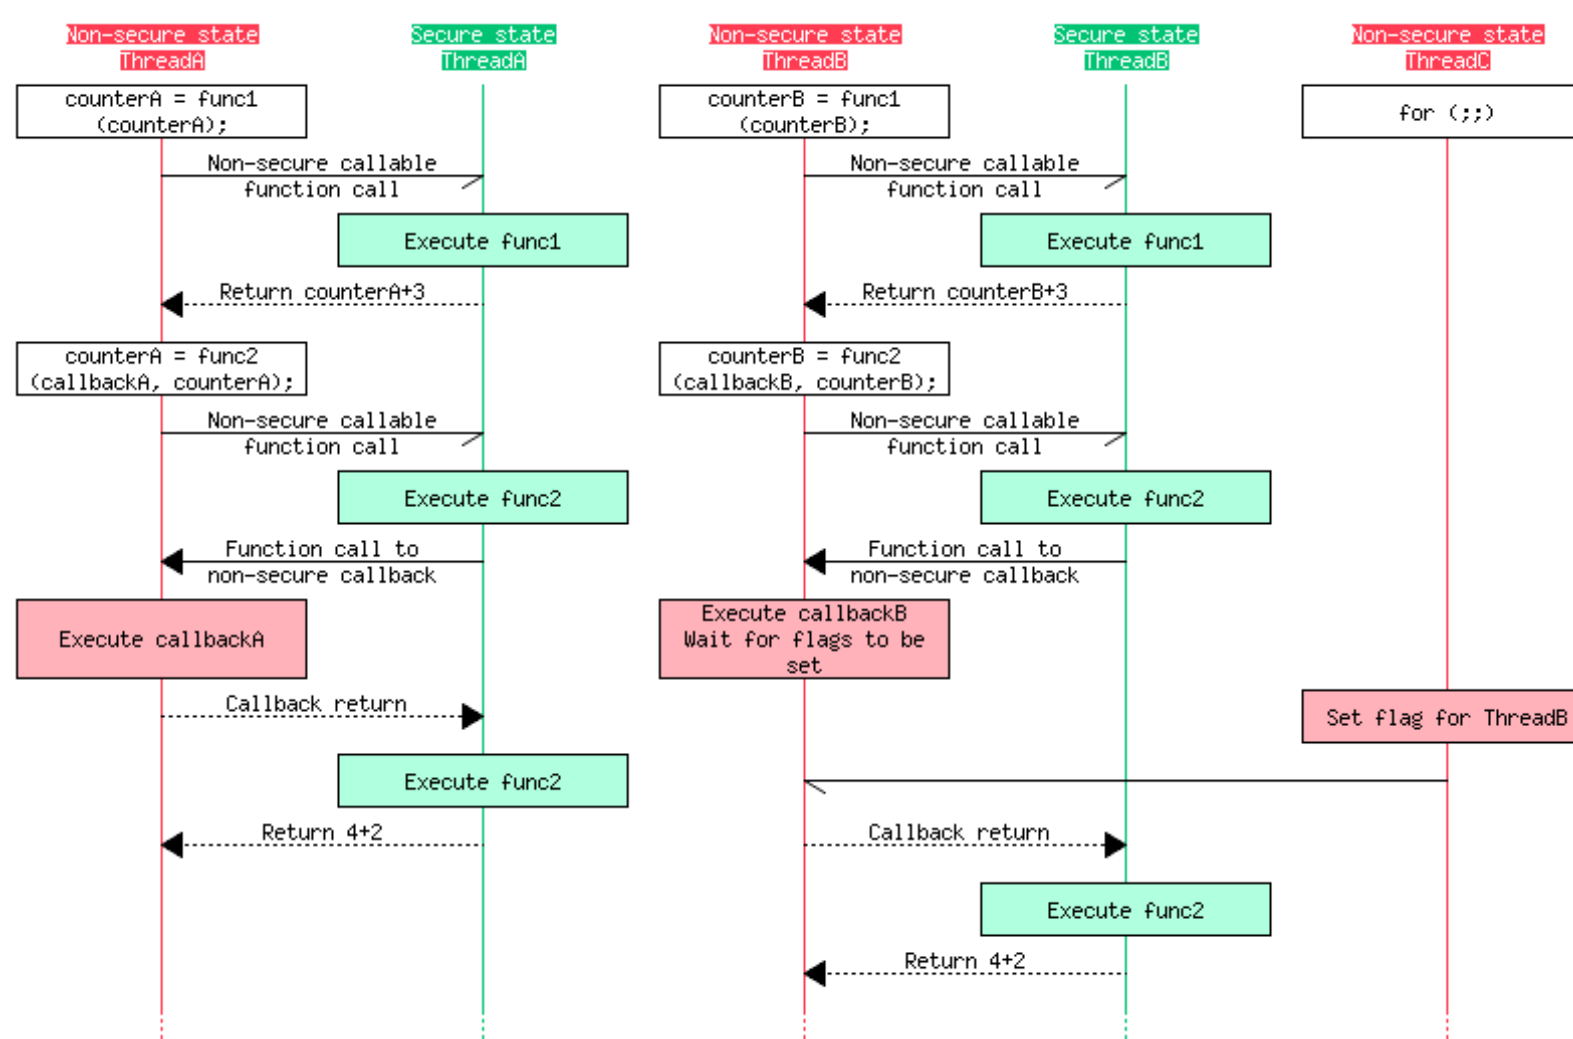 Non-secure state
ThreadA
Secure state
ThreadA
Non-secure state
ThreadB
Secure state
ThreadB
Non-secure state
ThreadC
counterA = func1
(counterA);
counterB = func1
(counterB);
for (;;)
Non-secure callable
function call
Non-secure callable
function call
Execute func1
Execute func1
Return counterA+3
Return counterB+3
counterA = func2
(callbackA, counterA);
counterB = func2
(callbackB, counterB);
Non-secure callable
function call
Non-secure callable
function call
Execute func2
Execute func2
Function call to
non-secure callback
Function call to
non-secure callback
Execute callbackA
Execute callbackB
Wait for flags to be
set
Callback return
Set flag for ThreadB
Execute func2
Return 4+2
Callback return
Execute func2
Return 4+2